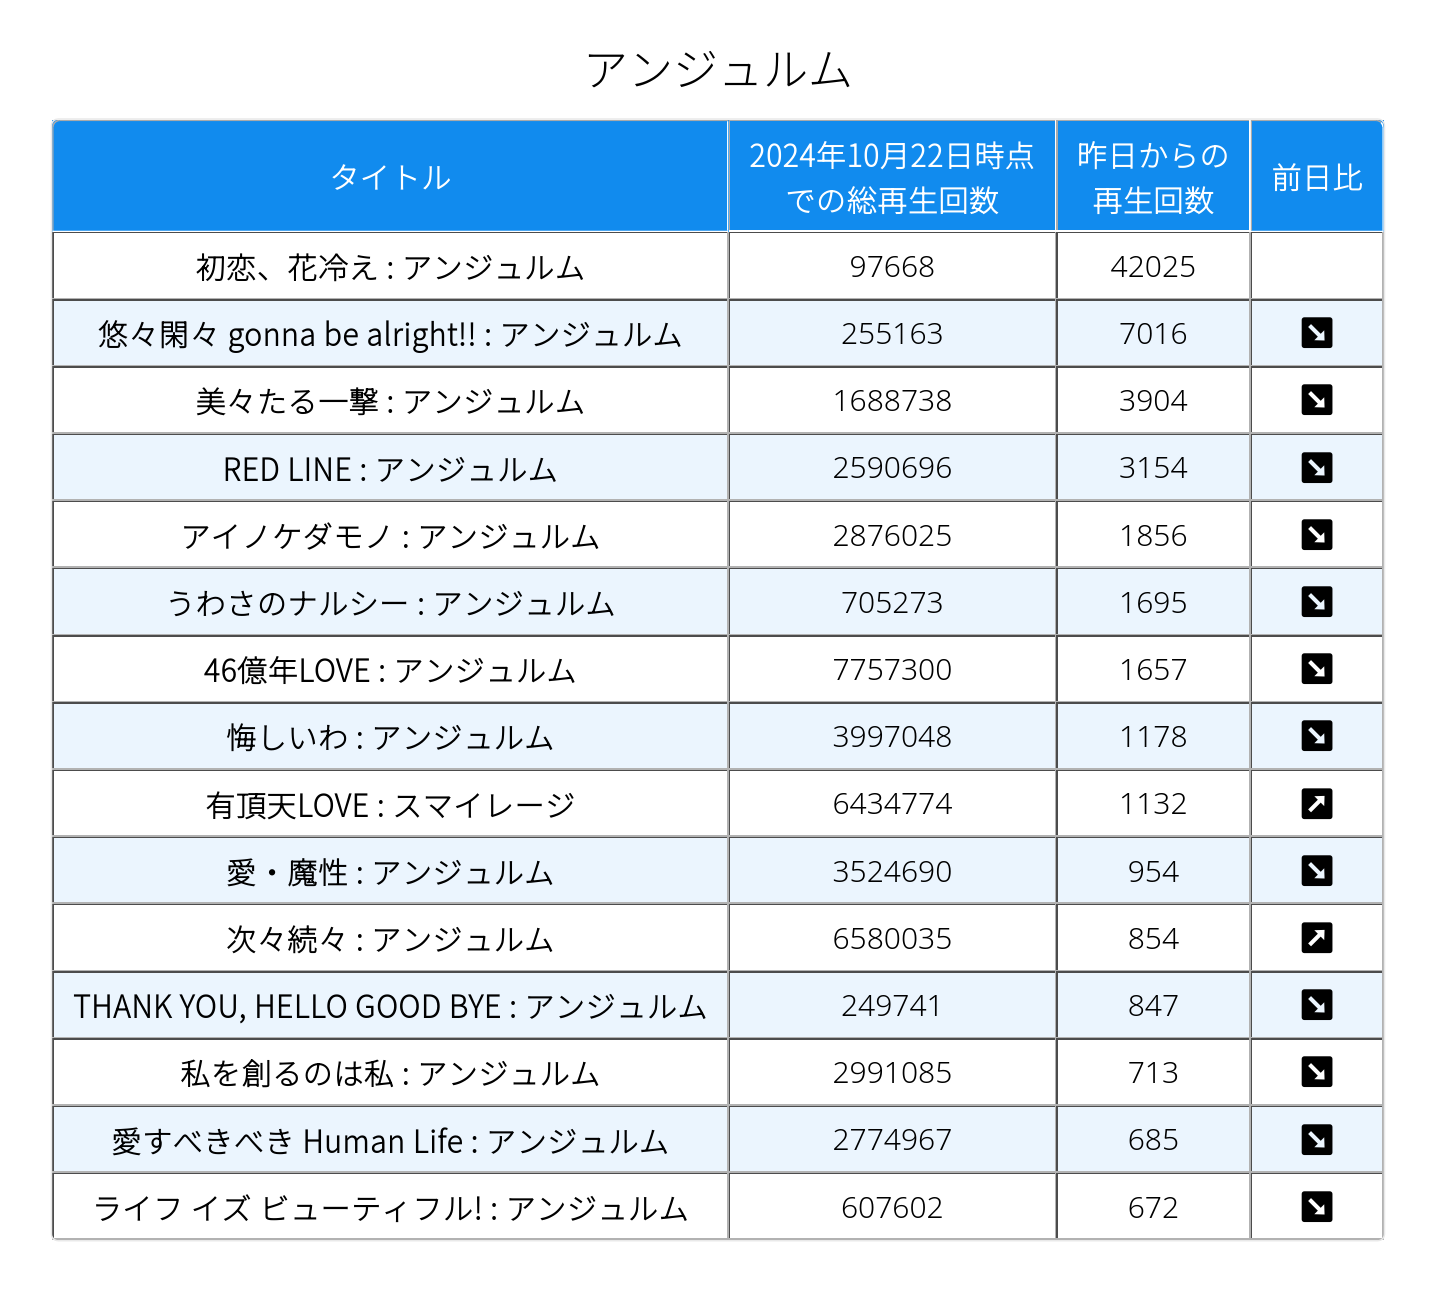 アンジュルム
タイトル 2024年10月22日時点での総再生回数 昨日からの再生回数 前日比
初恋、花冷え : アンジュルム 97668 42025
悠々閑々 gonna be alright!! : アンジュルム 255163 7016 ↘
美々たる一撃 : アンジュルム 1688738 3904 ↘
RED LINE : アンジュルム 2590696 3154 ↘
アイノケダモノ : アンジュルム 2876025 1856 ↘
うわさのナルシー : アンジュルム 705273 1695 ↘
46億年LOVE : アンジュルム 7757300 1657 ↘
悔しいわ : アンジュルム 3997048 1178 ↘
有頂天LOVE : スマイレージ 6434774 1132 ↗
愛・魔性 : アンジュルム 3524690 954 ↘
次々続々 : アンジュルム 6580035 854 ↗
THANK YOU, HELLO GOOD BYE : アンジュルム 249741 847 ↘
私を創るのは私 : アンジュルム 2991085 713 ↘
愛すべきべき Human Life : アンジュルム 2774967 685 ↘
ライフ イズ ビューティフル! : アンジュルム 607602 672 ↘